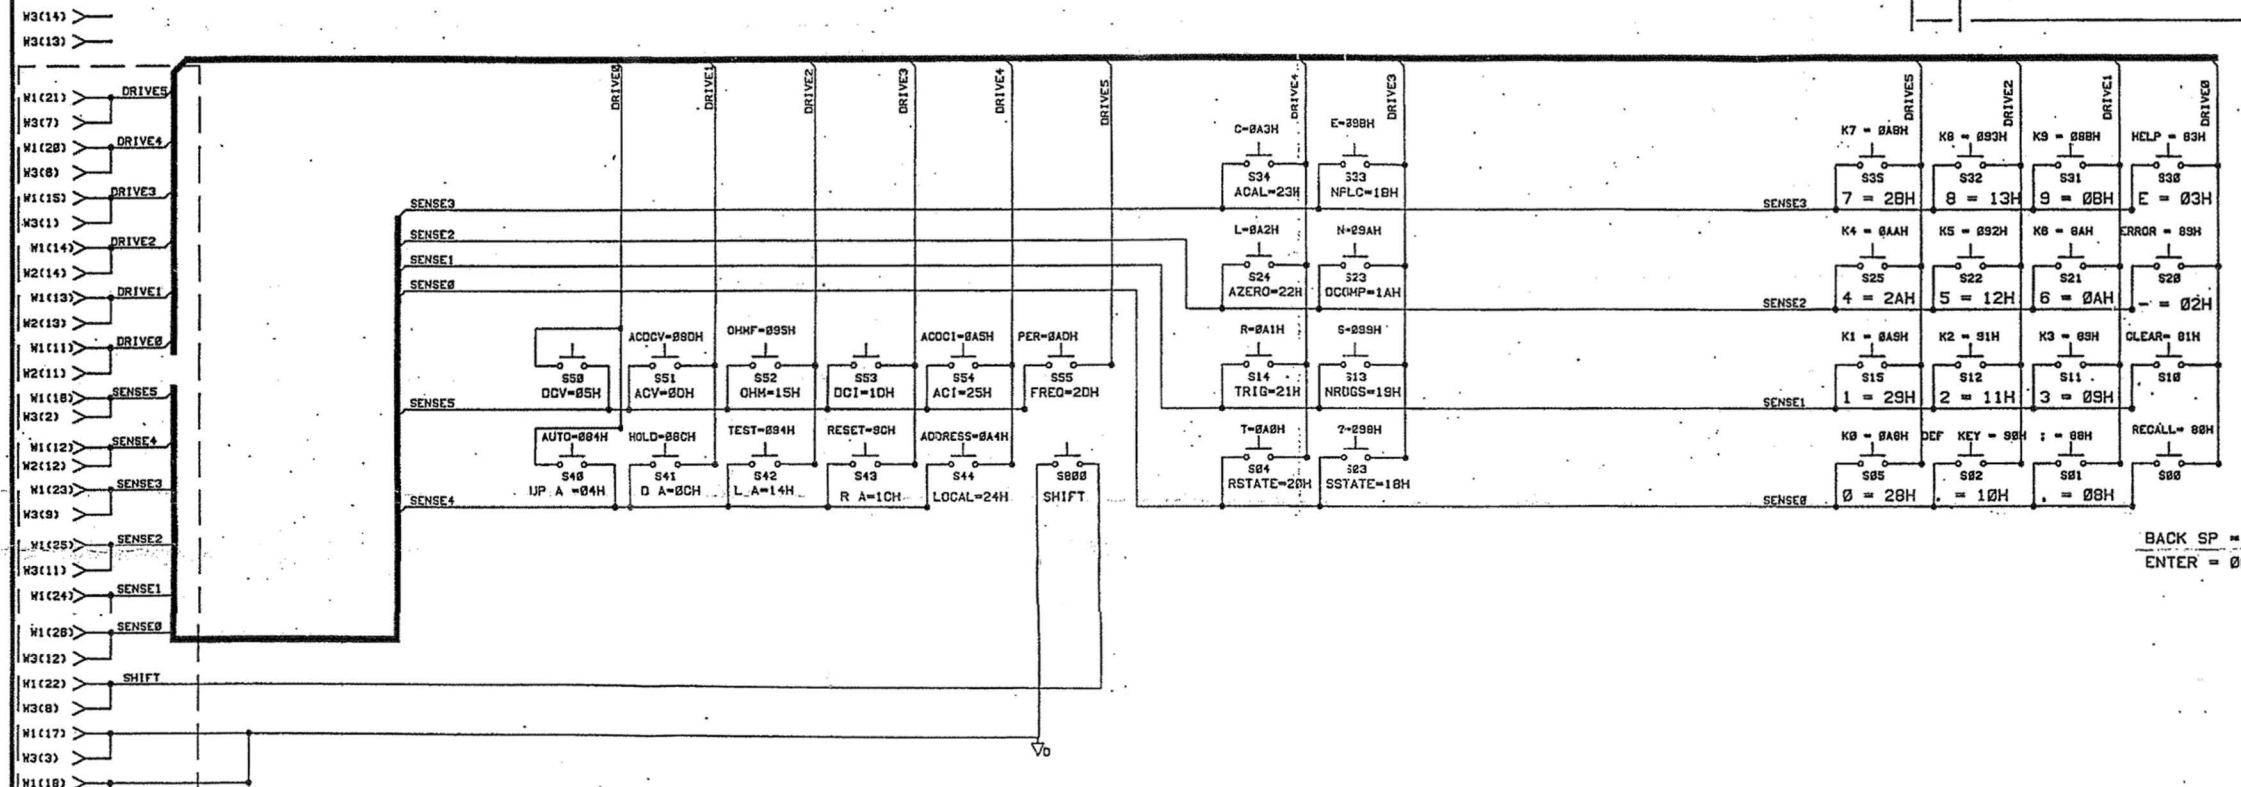 W3(14)
W3(13)
W1(21)
DRIVE5
W3(7)
W1(20)
DRIVE4
W3(6)
W1(15)
DRIVE3
W3(1)
W1(14)
DRIVE2
W2(14)
W1(13)
DRIVE1
W2(13)
W1(11)
DRIVE0
W2(11)
W1(16)
SENSE5
W3(2)
W1(12)
SENSE4
W2(12)
W1(23)
SENSE3
W3(9)
W1(25)
SENSE2
W3(11)
W1(24)
SENSE1
W1(26)
SENSE0
W3(12)
W1(22)
SHIFT
W3(8)
W1(17)
W3(3)
W1(18)
DRIVE0
DRIVE1
DRIVE2
DRIVE3
DRIVE4
DRIVE5
DRIVE4
DRIVE3
DRIVE5
DRIVE2
DRIVE1
DRIVE0
SENSE3
SENSE2
SENSE1
SENSE0
SENSE5
SENSE4
S50
DCV=05H
ACDCV=08DH
S51
ACV=0DH
OHMF=095H
S52
OHM=15H
S53
DCI=1DH
ACDCI=0A5H
S54
ACI=25H
PER=0ADH
S55
FREQ=2DH
AUTO=084H
S40
UP A =04H
HOLD=08CH
S41
D A=0CH
TEST=094H
S42
L A=14H
RESET=9CH
S43
R A=1CH
ADDRESS=0A4H
S44
LOCAL=24H
S800
SHIFT
C=0A3H
S34
ACAL=23H
E=09BH
S33
NPLC=1BH
L=0A2H
S24
AZERO=22H
N=09AH
S23
OCOMP=1AH
R=0A1H
S14
TRIG=21H
S=099H
S13
NRDGS=19H
T=0A0H
S04
RSTATE=20H
?=098H
S03
SSTATE=18H
SENSE3
SENSE2
SENSE1
SENSE0
K7 = 0ABH
S35
7 = 2BH
K8 = 093H
S32
8 = 13H
K9 = 08BH
S31
9 = 0BH
HELP = 83H
S30
E = 03H
K4 = 0AAH
S25
4 = 2AH
K5 = 092H
S22
5 = 12H
K6 = 8AH
S21
6 = 0AH
ERROR = 89H
S20
- = 02H
K1 = 0A9H
S15
1 = 29H
K2 = 91H
S12
2 = 11H
K3 = 89H
S11
3 = 09H
CLEAR= 81H
S10
K0 = 0A8H
S05
0 = 28H
DEF KEY = 90H
S02
. = 10H
; = 88H
S01
, = 08H
RECALL= 80H
S00
BACK SP =
ENTER = 0
D